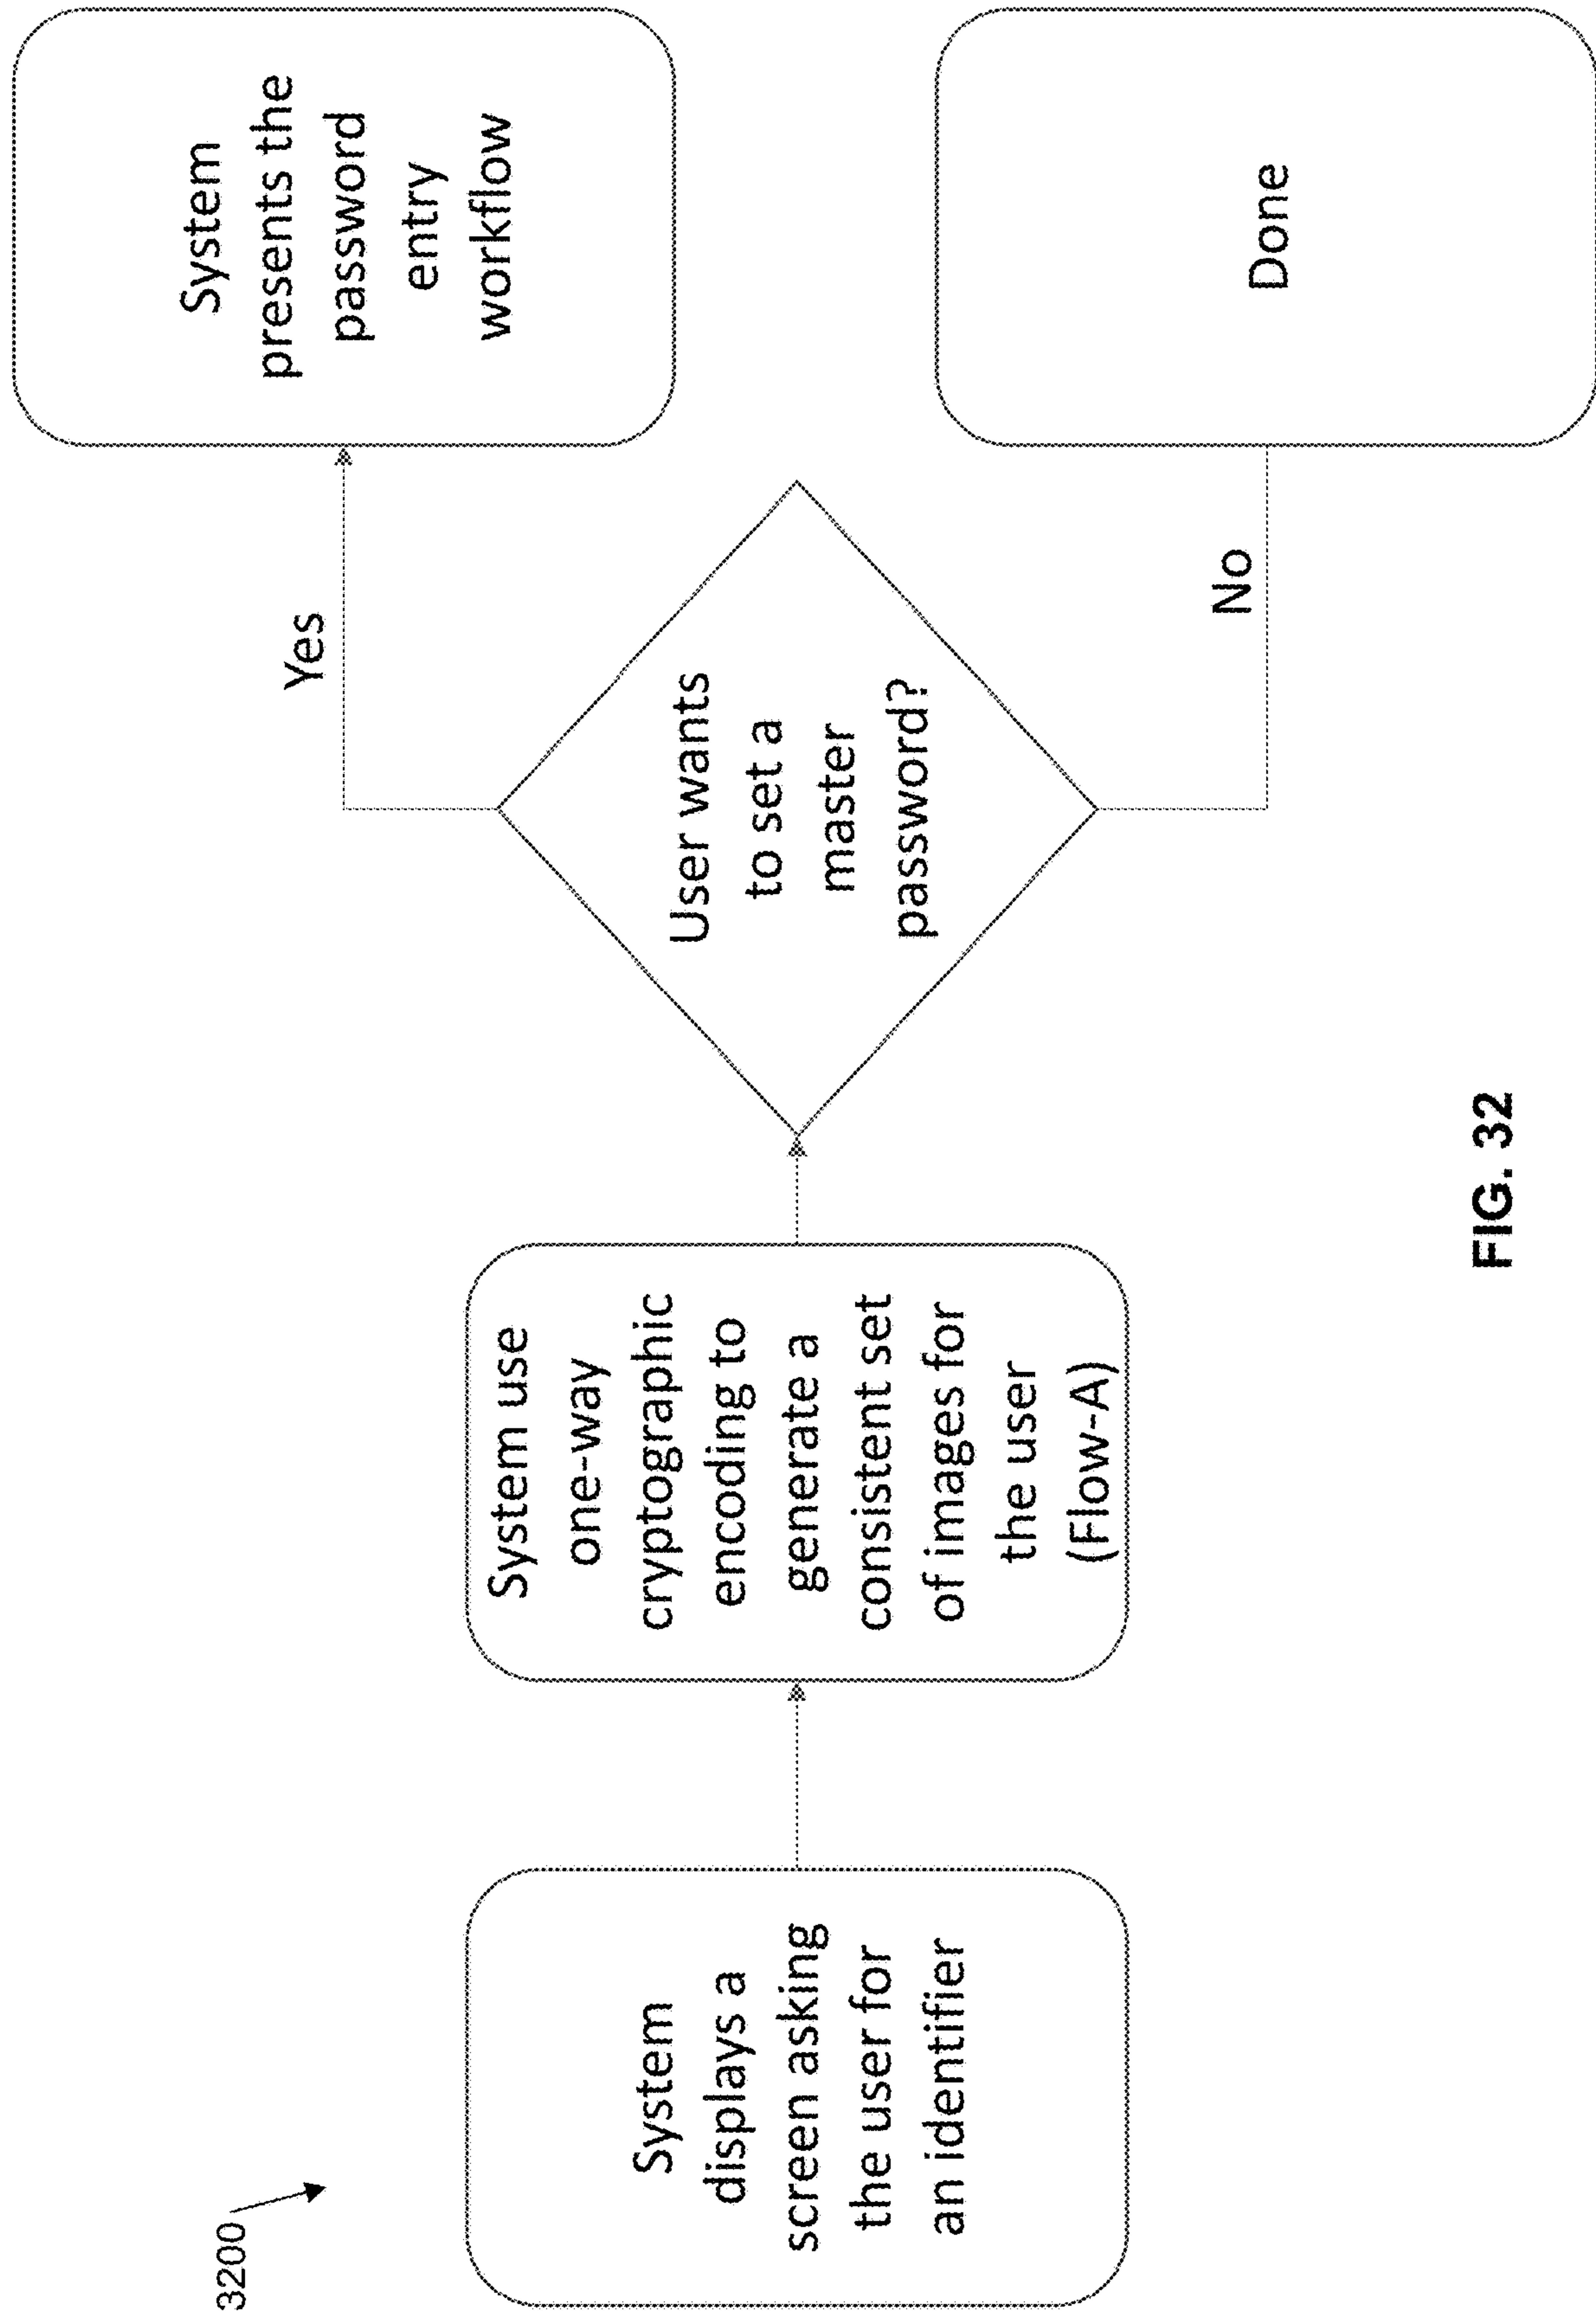 3200
System
displays a
screen asking
the user for
an identifier
System use
one-way
cryptographic
encoding to
generate a
consistent set
of images for
the user
(Flow-A)
User wants
to set a
master
password?
Yes
System
presents the
password
entry
workflow
No
Done
FIG. 32